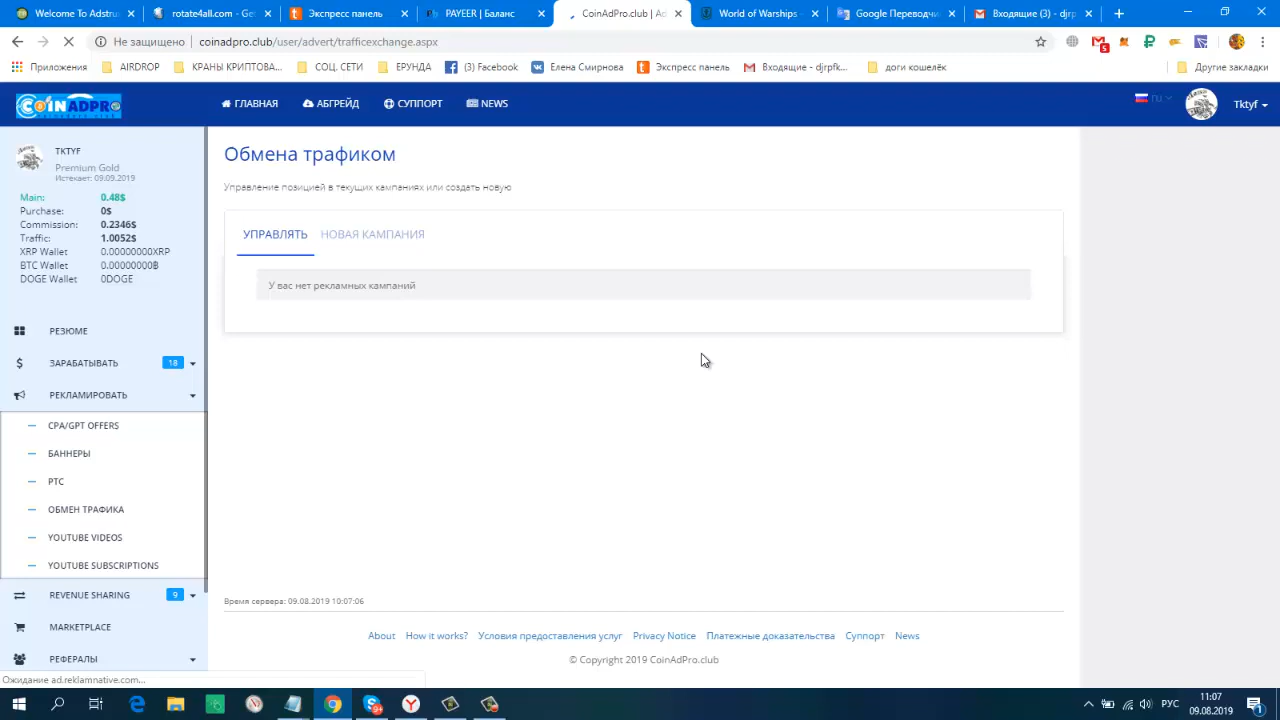 Welcome To Adstru
rotate4all.com - Ge
Экспресс панель
PAYEER | Баланс
CoinAdPro.club | Ad
World of Warships -
Google Переводчи
Входящие (3) - djrp
Не защищено
coinadpro.club/user/advert/trafficexchange.aspx
5
Приложения
AIRDROP
КРАНЫ КРИПТОВА...
СОЦ. СЕТИ
ЕРУНДА
(3) Facebook
Елена Смирнова
Экспресс панель
Входящие - djrpfk...
доги кошелёк
Другие закладки
COINADPRO
ГЛАВНАЯ
АБГРЕЙД
СУППОРТ
NEWS
RU
Tktyf
TKTYF
Premium Gold
Истекает: 09.09.2019
Main: 0.48$
Purchase: 0$
Commission: 0.2346$
Traffic: 1.0052$
XRP Wallet 0.00000000XRP
BTC Wallet 0.00000000฿
DOGE Wallet 0DOGE
РЕЗЮМЕ
ЗАРАБАТЫВАТЬ 18
РЕКЛАМИРОВАТЬ
CPA/GPT OFFERS
БАННЕРЫ
PTC
ОБМЕН ТРАФИКА
YOUTUBE VIDEOS
YOUTUBE SUBSCRIPTIONS
REVENUE SHARING 9
MARKETPLACE
РЕФЕРАЛЫ
Ожидание ad.reklamnative.com...
Обмена трафиком
Управление позицией в текущих кампаниях или создать новую
УПРАВЛЯТЬ
НОВАЯ КАМПАНИЯ
У вас нет рекламных кампаний
Время сервера: 09.08.2019 10:07:06
About
How it works?
Условия предоставления услуг
Privacy Notice
Платежные доказательства
Суппорт
News
© Copyright 2019 CoinAdPro.club
РУС
11:07
09.08.2019